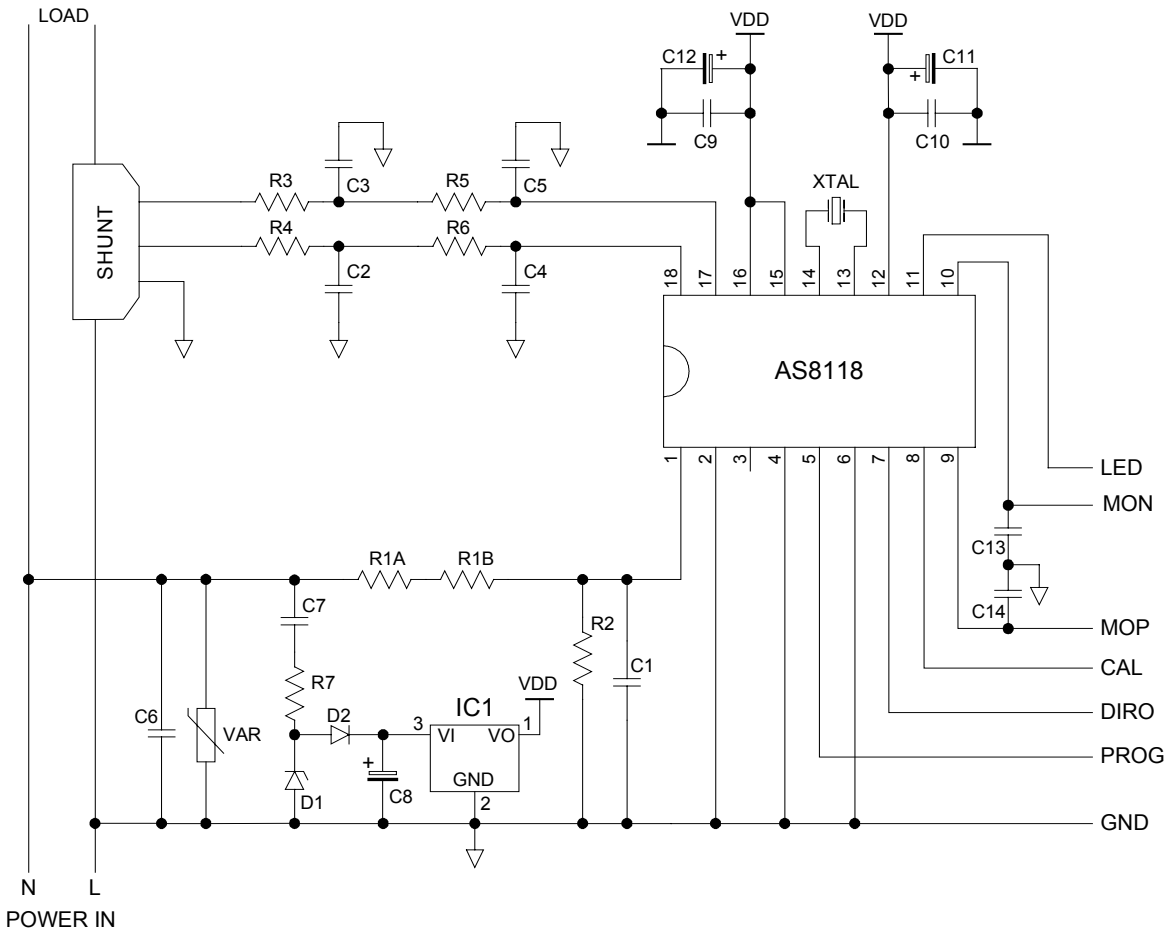 LOAD
VDD
VDD
C12
+
+
C11
C9
C10
C3
C5
XTAL
R3
R5
R4
R6
C2
C4
SHUNT
18
17
16
15
14
13
12
11
10
AS8118
1
2
3
4
5
6
7
8
9
LED
MON
C13
R1A
R1B
C14
C7
R2
MOP
C1
CAL
R7
VDD
D2
IC1
C6
VAR
3
VI
VO
1
DIRO
+
GND
PROG
D1
C8
2
GND
N
L
POWER IN